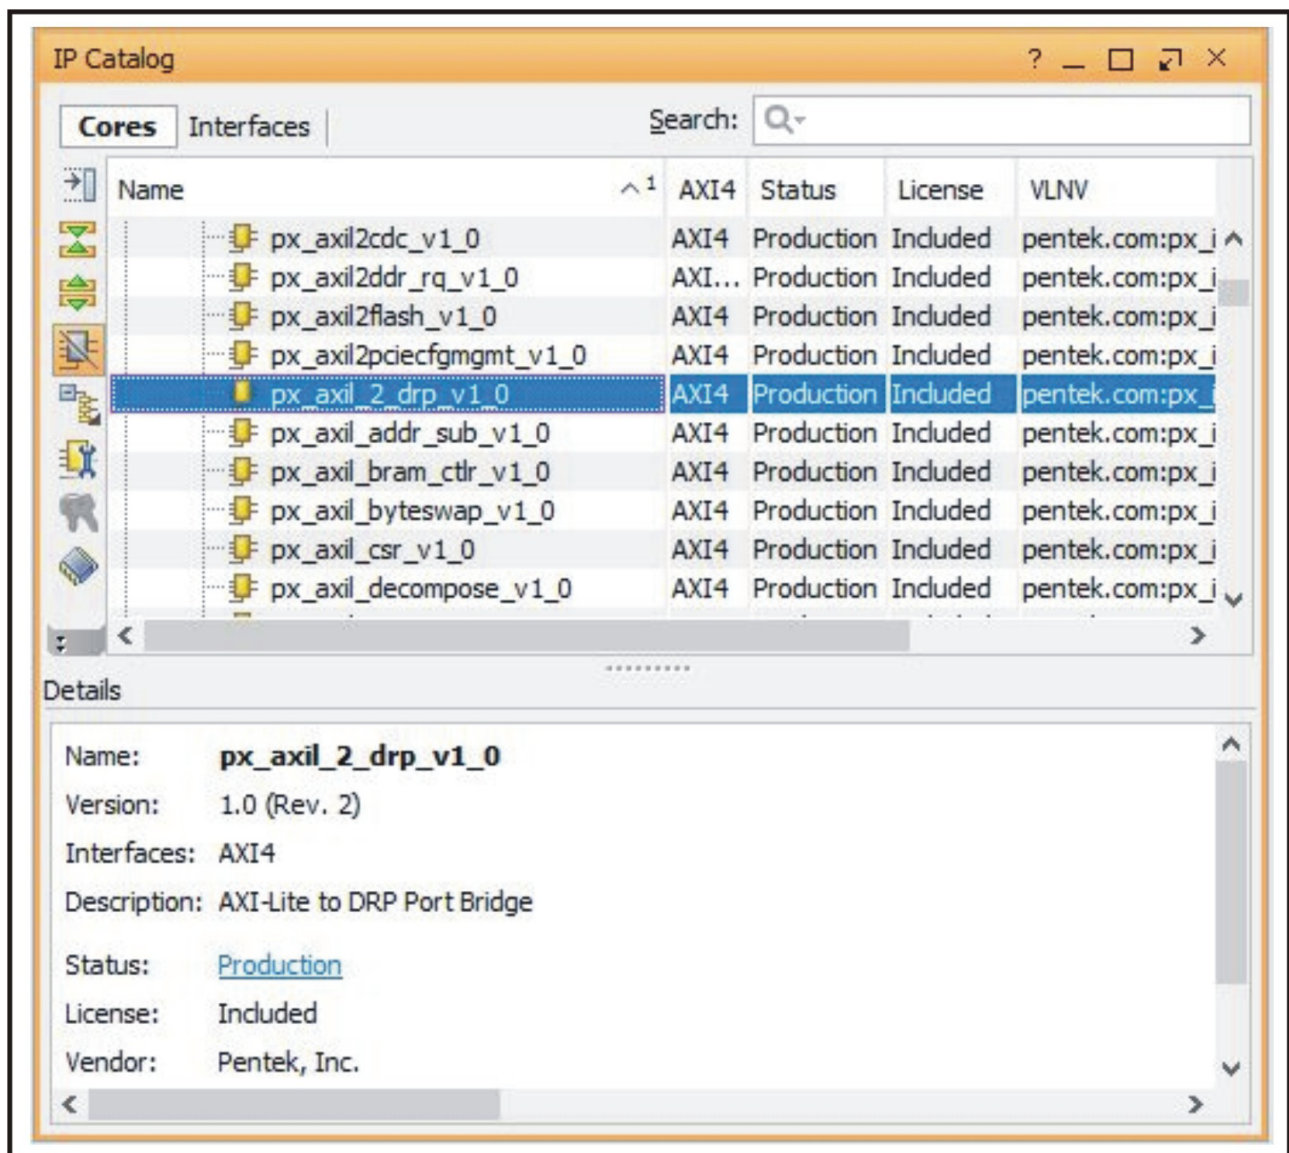 IP Catalog ?
Cores Interfaces Search:
Name 1 AXI4 Status License VLNV
px_axil2cdc_v1_0 AXI4 Production Included pentek.com:px_i
px_axil2ddr_rq_v1_0 AXI... Production Included pentek.com:px_i
px_axil2flash_v1_0 AXI4 Production Included pentek.com:px_i
px_axil2pciecfgmgmt_v1_0 AXI4 Production Included pentek.com:px_i
px_axil_2_drp_v1_0 AXI4 Production Included pentek.com:px_i
px_axil_addr_sub_v1_0 AXI4 Production Included pentek.com:px_i
px_axil_bram_ctlr_v1_0 AXI4 Production Included pentek.com:px_i
px_axil_byteswap_v1_0 AXI4 Production Included pentek.com:px_i
px_axil_csr_v1_0 AXI4 Production Included pentek.com:px_i
px_axil_decompose_v1_0 AXI4 Production Included pentek.com:px_i
Details
Name: px_axil_2_drp_v1_0
Version: 1.0 (Rev. 2)
Interfaces: AXI4
Description: AXI-Lite to DRP Port Bridge
Status: Production
License: Included
Vendor: Pentek, Inc.